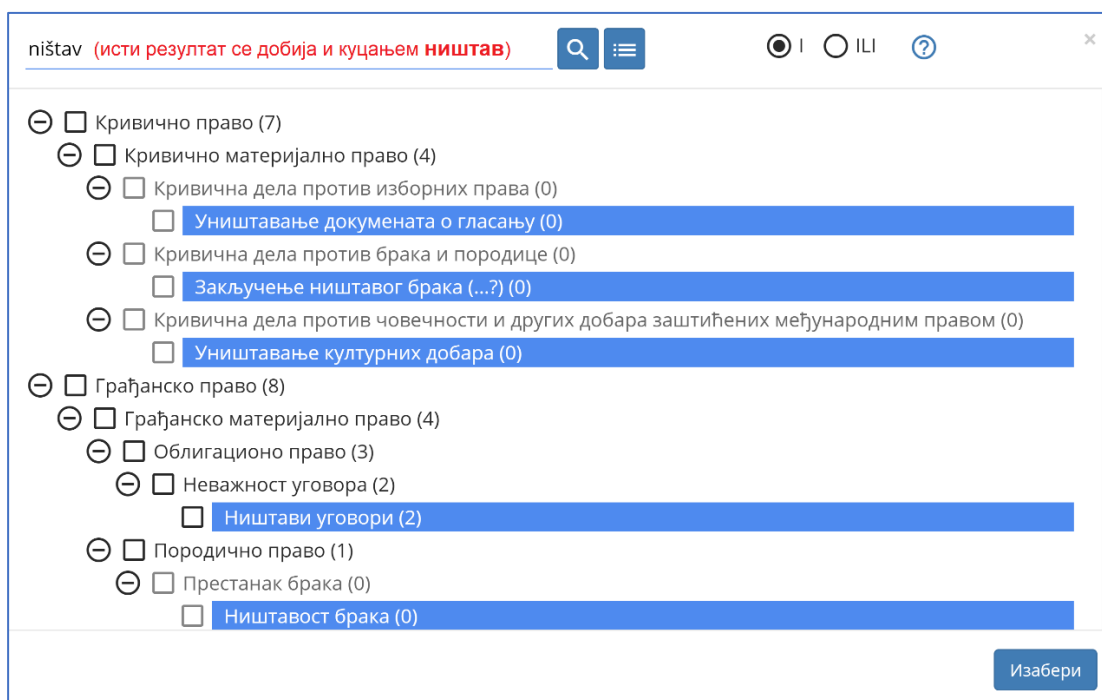 ništav (исти резултат се добија и куцањем ништав) I ILI ? ×
Кривично право (7)
Кривично материјално право (4)
Кривична дела против изборних права (0)
Уништавање докумената о гласању (0)
Кривична дела против брака и породице (0)
Закључење ништавог брака (...?) (0)
Кривична дела против човечности и других добара заштићених међународним правом (0)
Уништавање културних добара (0)
Грађанско право (8)
Грађанско материјално право (4)
Облигационо право (3)
Неважност уговора (2)
Ништави уговори (2)
Породично право (1)
Престанак брака (0)
Ништавост брака (0)
Изабери